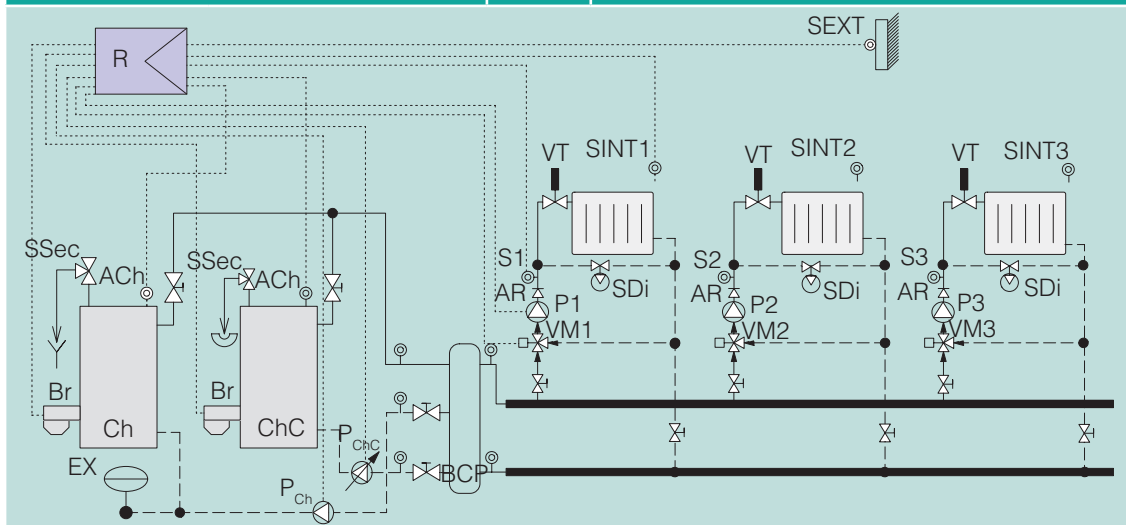 SEXT
R
VT SINT1 VT SINT2 VT SINT3
SSec ACh SSec ACh
S1 S2 S3
AR SDi AR SDi AR SDi
P1 P2 P3
VM1 VM2 VM3
Br Br
Ch ChC
P ChC
BCP
EX
P Ch